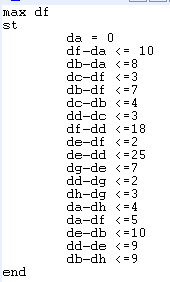 max df
st
da = 0
df-da <= 10
db-da <=8
dc-df <=3
db-df <=7
dc-db <=4
dd-dc <=3
df-dd <=18
de-df <=2
de-dd <=25
dg-de <=7
dd-dg <=2
dh-dg <=3
da-dh <=4
da-df <=5
de-db <=10
dd-de <=9
db-dh <=9
end